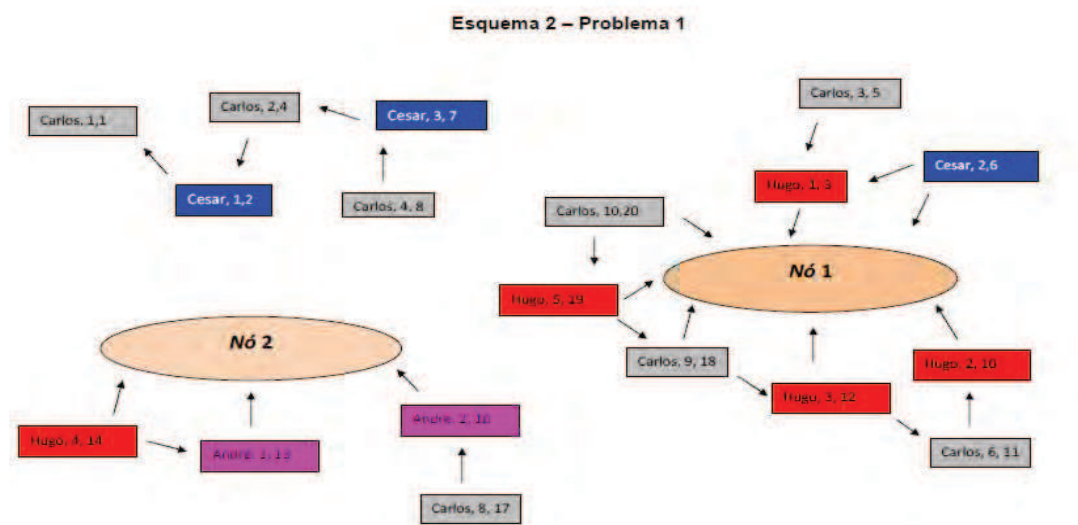 Esquema 2 – Problema 1
Carlos, 1,1
Carlos, 2,4
Cesar, 3, 7
Cesar, 1,2
Carlos, 4, 8
Carlos, 3, 5
Cesar, 2,6
Hugo, 1, 3
Carlos, 10,20
Nó 1
Hugo, 5, 19
Carlos, 9, 18
Hugo, 2, 10
Hugo, 3, 12
Carlos, 6, 11
Nó 2
Hugo, 4, 14
André, 1, 13
André, 2, 16
Carlos, 8, 17